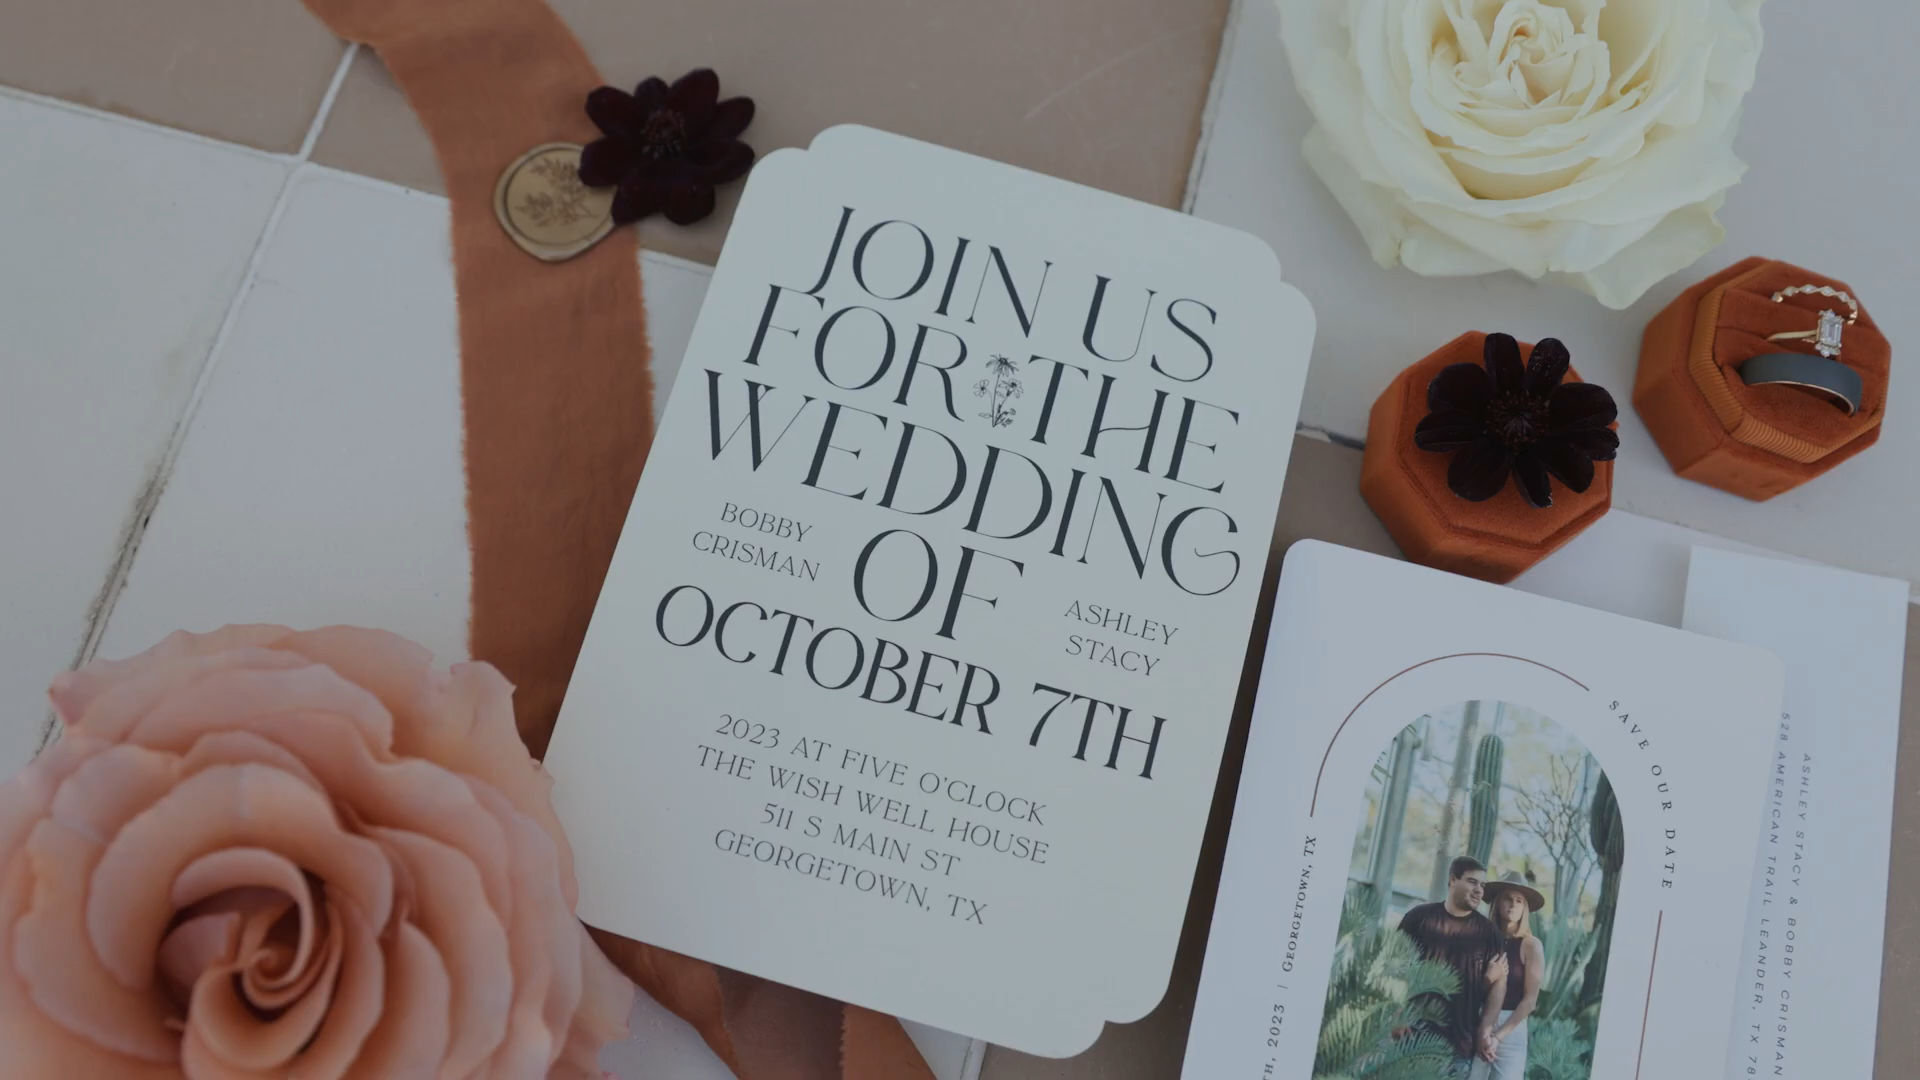 JOIN US
FOR THE
WEDDING
BOBBY
CRISMAN
OF
ASHLEY
STACY
OCTOBER 7TH
2023 AT FIVE O'CLOCK
THE WISH WELL HOUSE
511 S MAIN ST
GEORGETOWN, TX
SAVE OUR DATE
TH, 2023 | GEORGETOWN, TX
ASHLEY STACY & BOBBY CRISMAN
528 AMERICAN TRAIL LEANDER, TX 78